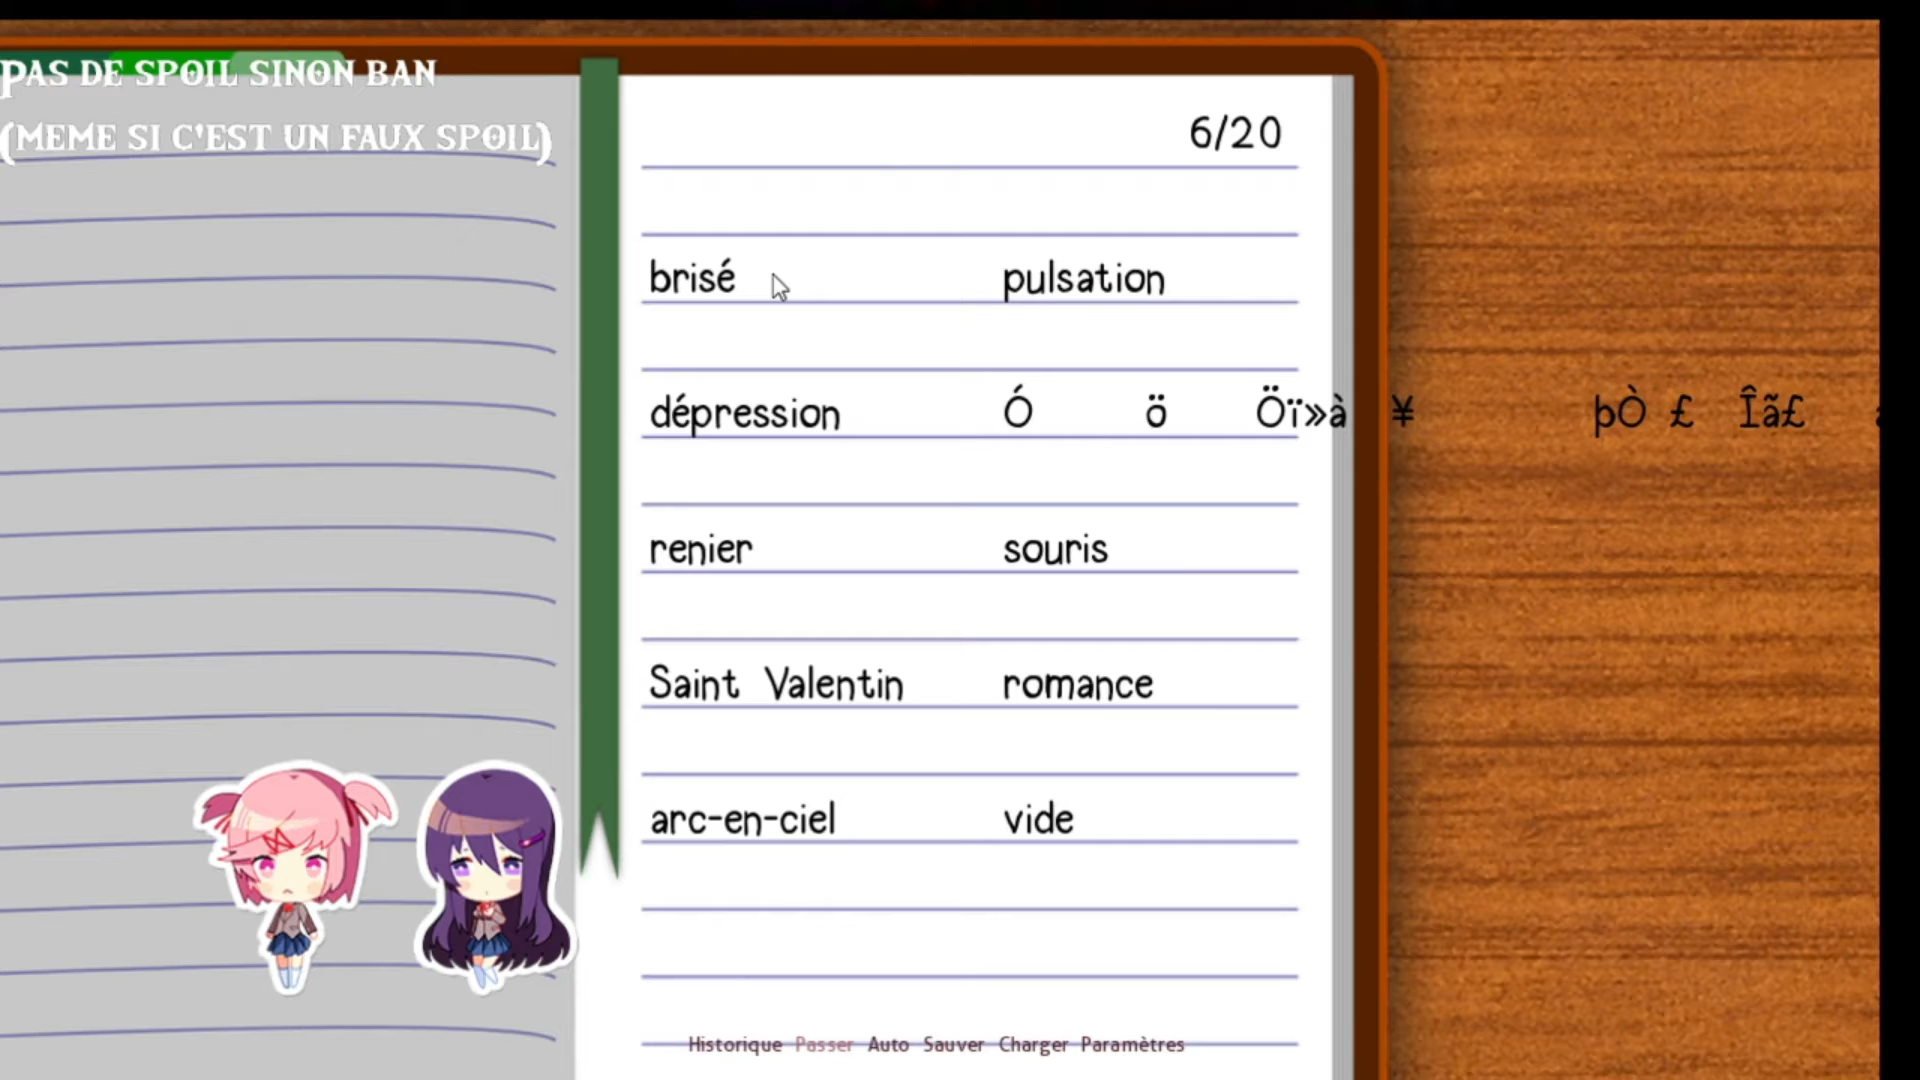 PAS DE SPOIL SINON BAN
(MEME SI C'EST UN FAUX SPOIL)
6/20
brisé pulsation
dépression Ó ö Öï»à ¥ þÒ £ Îã£
renier souris
Saint Valentin romance
arc-en-ciel vide
Historique Passer Auto Sauver Charger Paramètres